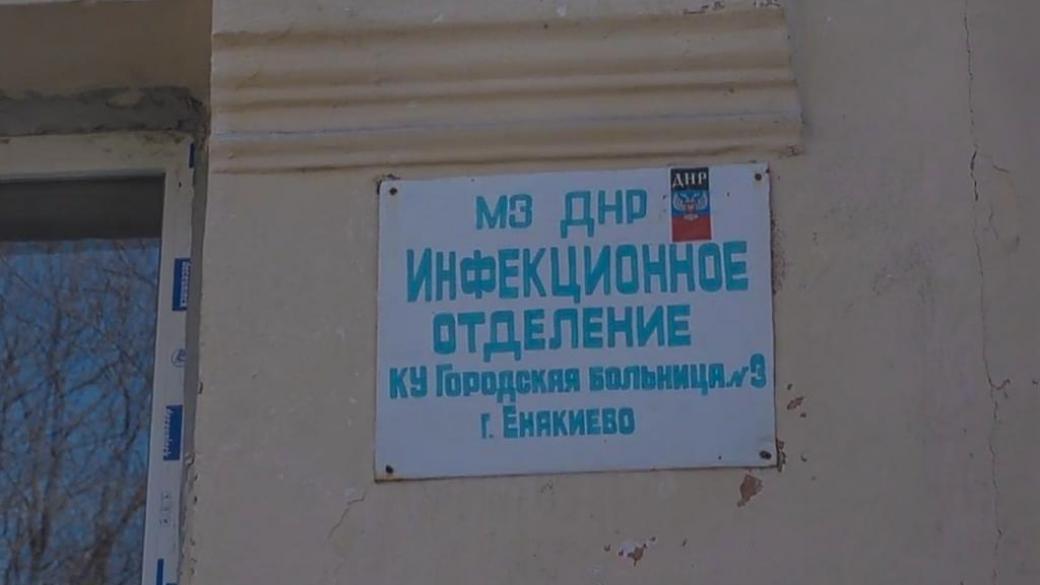 ДНР
МЗ ДНР
ИНФЕКЦИОННОЕ
ОТДЕЛЕНИЕ
КУ Городская больница №3
г. Енакиево